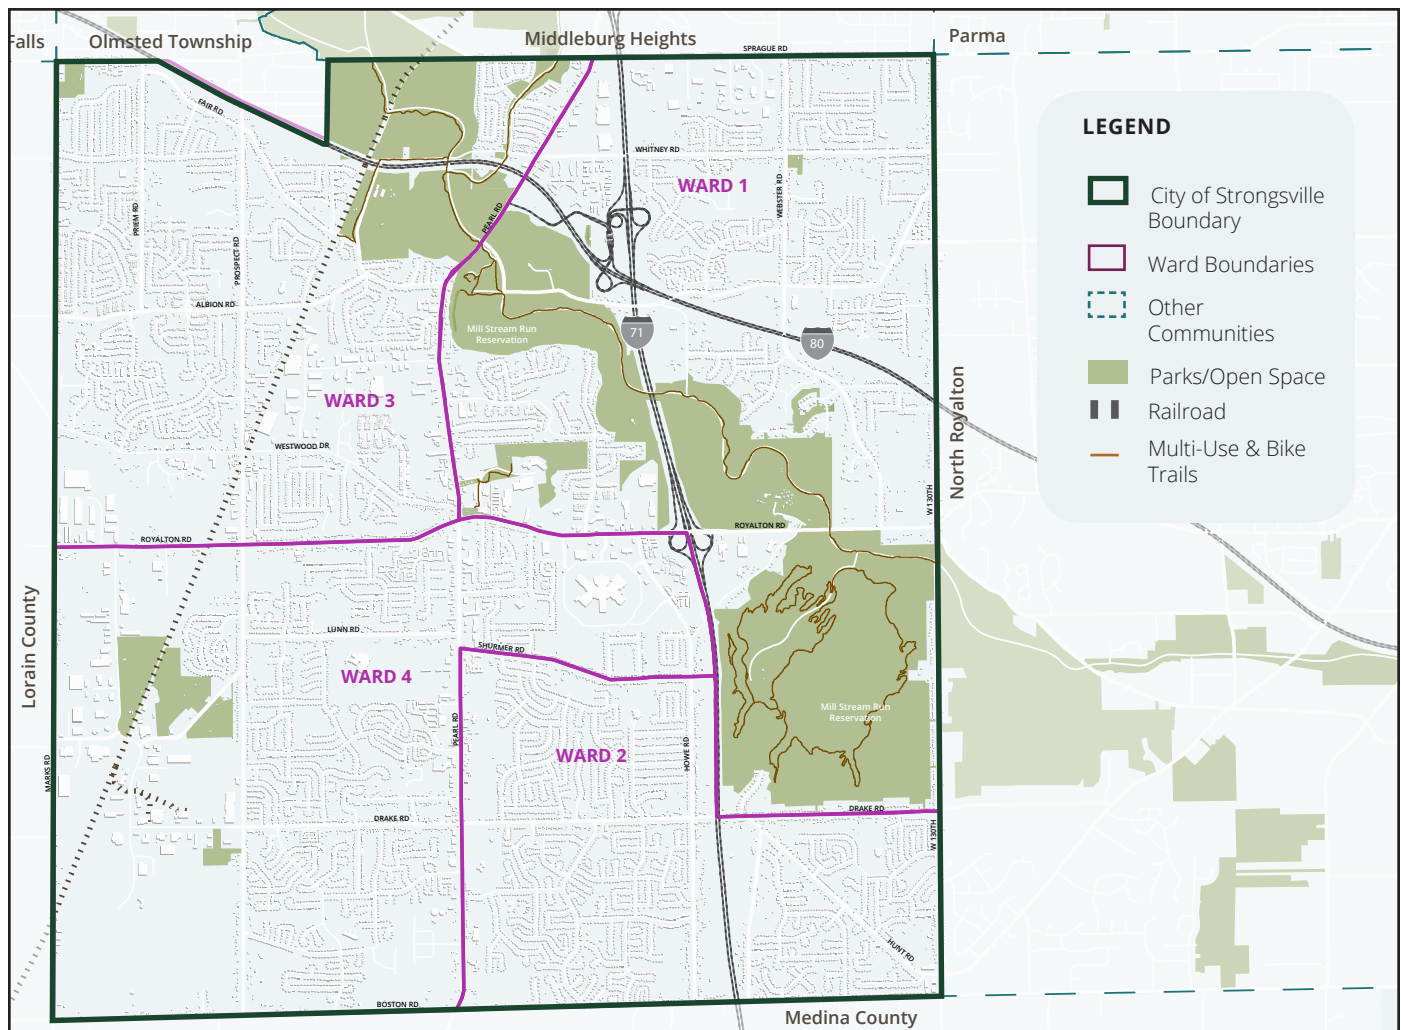 Falls
Olmsted Township
Middleburg Heights
SPRAGUE RD
Parma
FAIR RD
WHITNEY RD
WARD 1
WEBSTER RD
PRIEM RD
PROSPECT RD
PEARL RD
ALBION RD
Mill Stream Run
Reservation
71
80
WARD 3
WESTWOOD DR
North Royalton
W 130TH
ROYALTON RD
ROYALTON RD
Lorain County
LUNN RD
SHURMER RD
WARD 4
Mill Stream Run
Reservation
PEARL RD
HOWE RD
WARD 2
MARKS RD
DRAKE RD
DRAKE RD
W 130TH
HUNT RD
BOSTON RD
Medina County
LEGEND
City of Strongsville
Boundary
Ward Boundaries
Other
Communities
Parks/Open Space
Railroad
Multi-Use & Bike
Trails